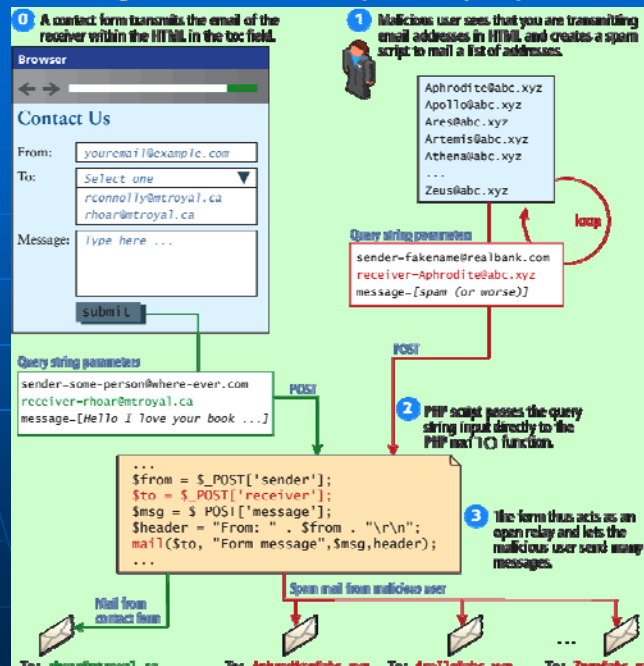 0 A contact form transmits the email of the
receiver within the HTML in the to: field.
Browser
Contact Us
From: youremail@example.com
To: Select one
rconnolly@mtroyal.ca
rhoar@mtroyal.ca
Message: Type here ...
submit
Query string parameters
sender-some-person@where-ever.com
receiver-rhoar@mtroyal.ca
message-[Hello I love your book ...]
POST
1 Malicious user sees that you are transmitting
email addresses in HTML and creates a spam
script to mail a list of addresses.
Aphrodite@abc.xyz
Apollo@abc.xyz
Ares@abc.xyz
Artemis@abc.xyz
Athena@abc.xyz
...
Zeus@abc.xyz
loop
Query string parameters
sender-fakename@realbank.com
receiver-Aphrodite@abc.xyz
message-[spam (or worse)]
POST
2 PHP script passes the query
string input directly to the
PHP mail() function.
...
$from = $_POST['sender'];
$to = $_POST['receiver'];
$msg = $_POST['message'];
$header = "From: " . $from . "\r\n";
mail($to, "Form message",$msg,header);
...
3 The form thus acts as an
open relay and lets the
malicious user send many
messages.
Mail from
contact form
Spam mail from malicious user
...
To: To: To: To: